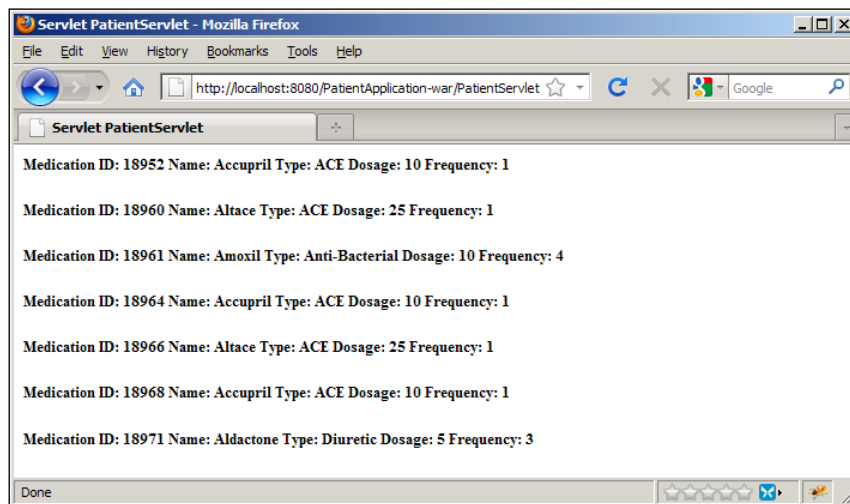 Servlet PatientServlet - Mozilla Firefox
File Edit View History Bookmarks Tools Help
http://localhost:8080/PatientApplication-war/PatientServlet Google
Servlet PatientServlet
Medication ID: 18952 Name: Accupril Type: ACE Dosage: 10 Frequency: 1
Medication ID: 18960 Name: Altace Type: ACE Dosage: 25 Frequency: 1
Medication ID: 18961 Name: Amoxil Type: Anti-Bacterial Dosage: 10 Frequency: 4
Medication ID: 18964 Name: Accupril Type: ACE Dosage: 10 Frequency: 1
Medication ID: 18966 Name: Altace Type: ACE Dosage: 25 Frequency: 1
Medication ID: 18968 Name: Accupril Type: ACE Dosage: 10 Frequency: 1
Medication ID: 18971 Name: Aldactone Type: Diuretic Dosage: 5 Frequency: 3
Done